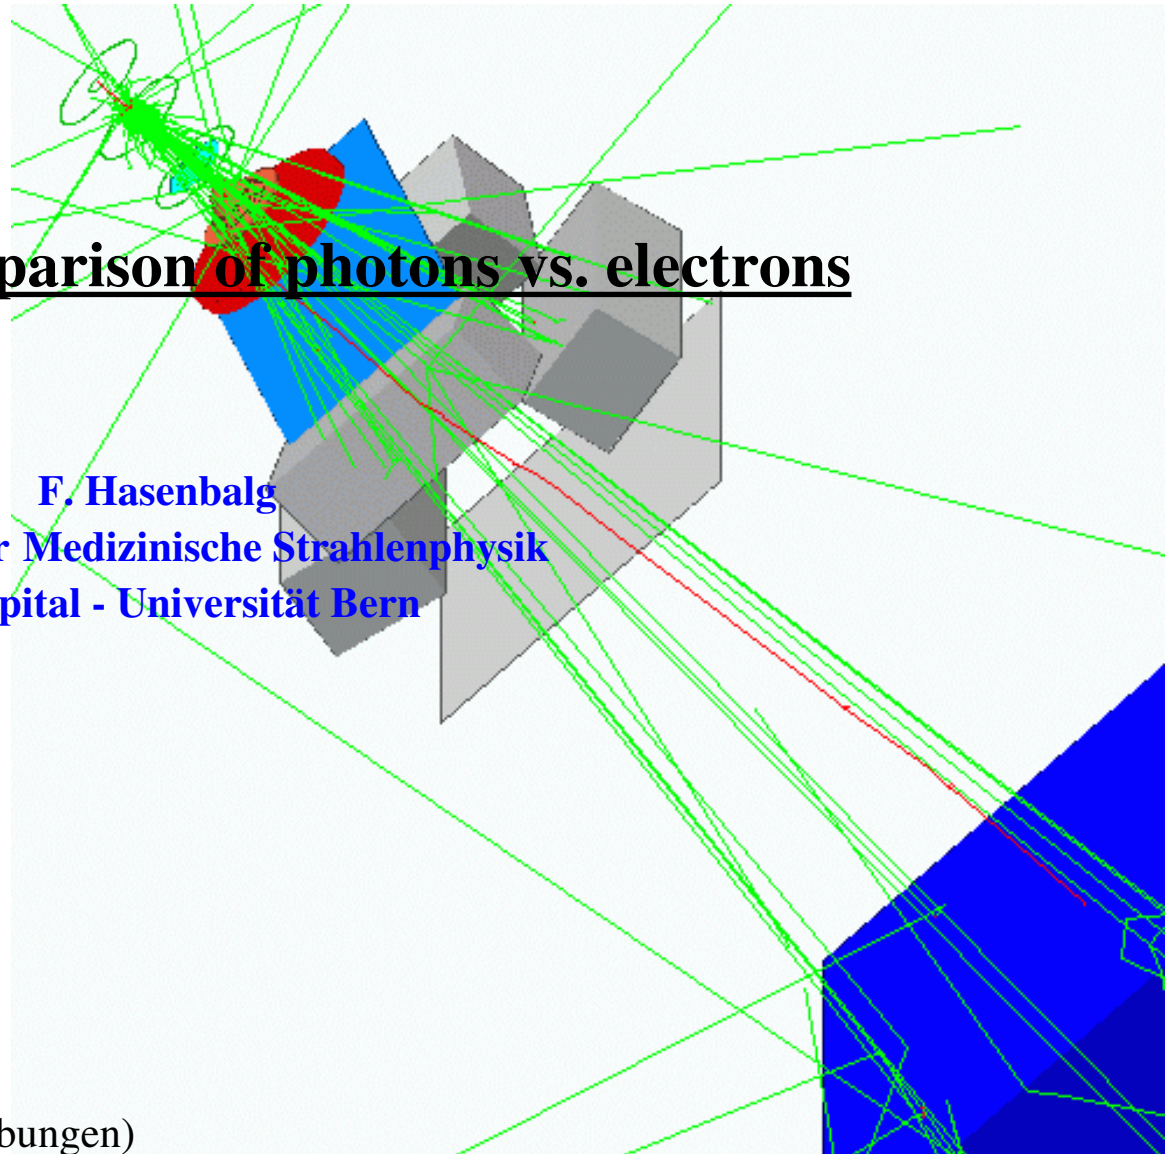 parison of photons vs. electrons
F. Hasenbalg
r Medizinische Strahlenphysik
pital - Universität Bern
bungen)